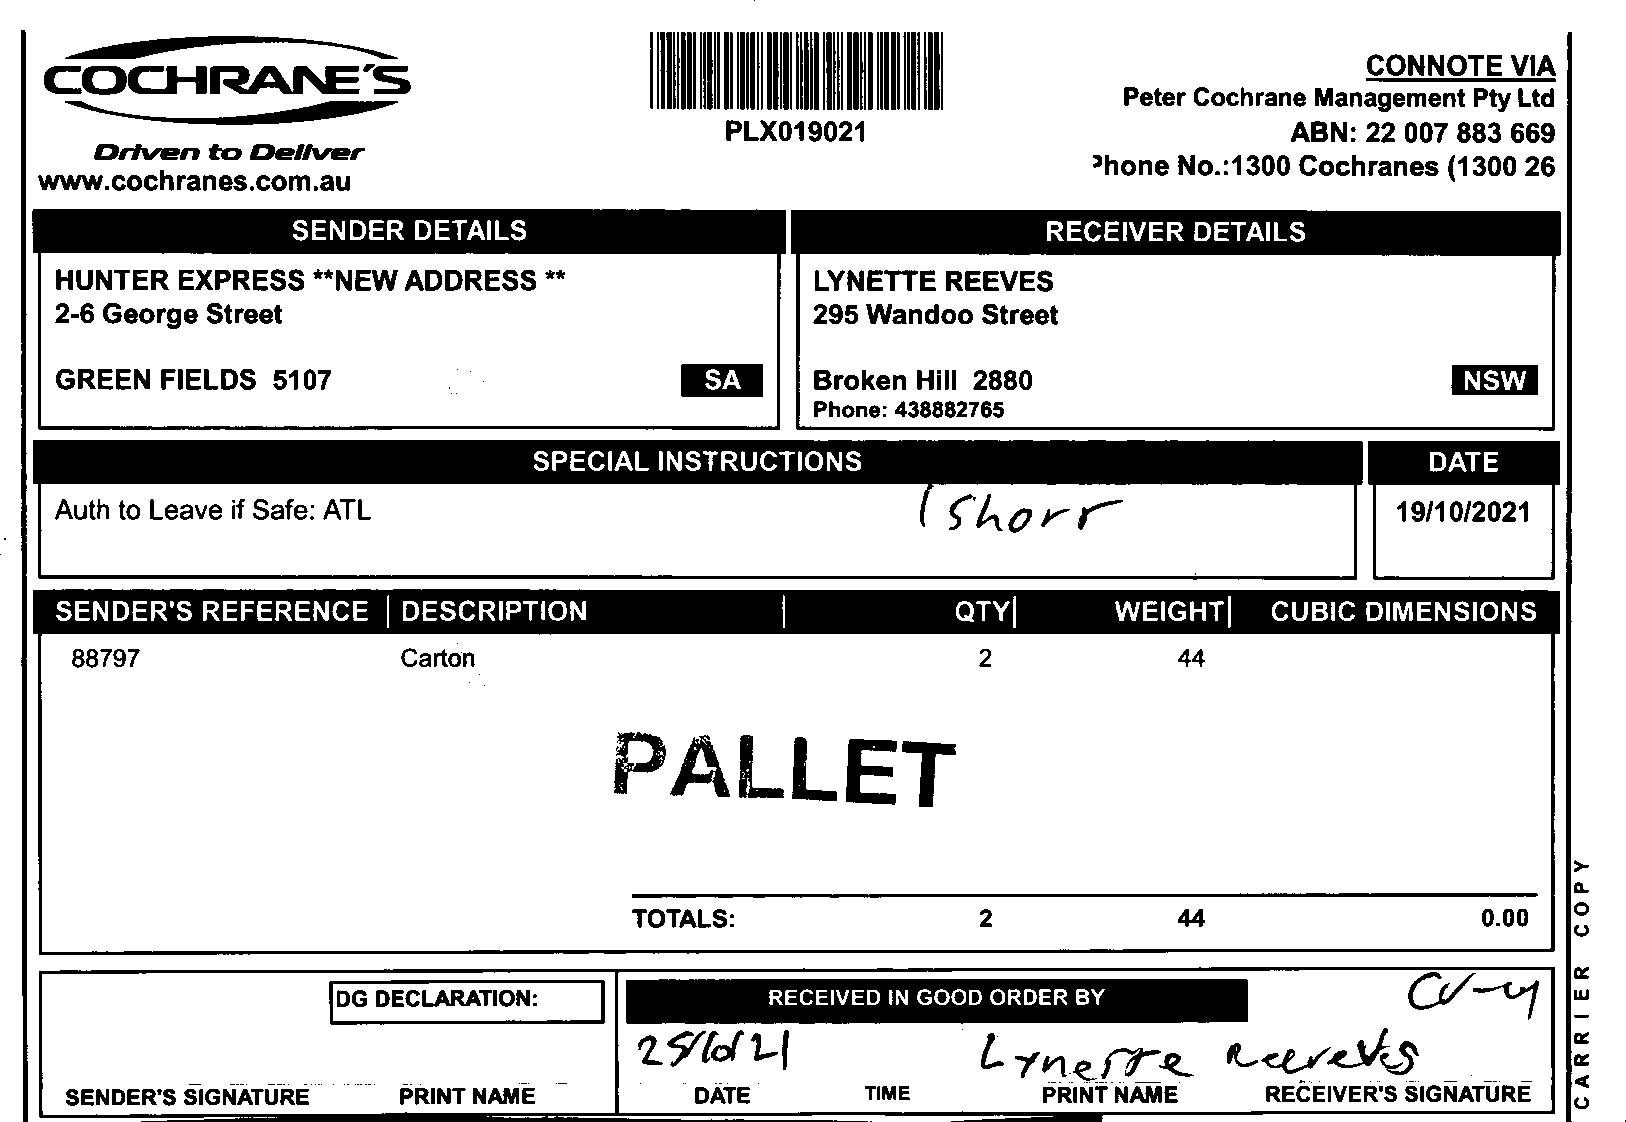 COCHRANE'S
Driven to Deliver
www.cochranes.com.au
PLX019021
CONNOTE VIA
Peter Cochrane Management Pty Ltd
ABN: 22 007 883 669
Phone No.:1300 Cochranes (1300 26
SENDER DETAILS
HUNTER EXPRESS **NEW ADDRESS **
2-6 George Street
GREEN FIELDS 5107 SA
RECEIVER DETAILS
LYNETTE REEVES
295 Wandoo Street
Broken Hill 2880 NSW
Phone: 438882765
SPECIAL INSTRUCTIONS DATE
Auth to Leave if Safe: ATL 19/10/2021
SENDER'S REFERENCE DESCRIPTION QTY WEIGHT CUBIC DIMENSIONS
88797 Carton 2 44
PALLET
TOTALS: 2 44 0.00
DG DECLARATION:
RECEIVED IN GOOD ORDER BY
25/10/21 Lynette Reeves
SENDER'S SIGNATURE PRINT NAME DATE TIME PRINT NAME RECEIVER'S SIGNATURE
CARRIER COPY